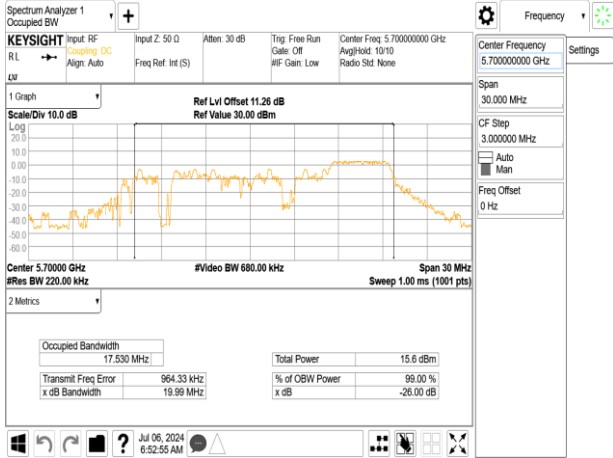 Spectrum Analyzer 1
Occupied BW
Frequency
KEYSIGHT
RL
Input: RF
Coupling: DC
Align: Auto
Input Z: 50 Ω
Freq Ref: Int (S)
Atten: 30 dB
Trig: Free Run
Gate: Off
#IF Gain: Low
Center Freq: 5.700000000 GHz
Avg|Hold: 10/10
Radio Std: None
Center Frequency
5.700000000 GHz
Settings
Span
30.000 MHz
CF Step
3.000000 MHz
Auto
Man
Freq Offset
0 Hz
1 Graph
Scale/Div 10.0 dB
Ref Lvl Offset 11.26 dB
Ref Value 30.00 dBm
Log
20.0
10.0
0.00
-10.0
-20.0
-30.0
-40.0
-50.0
-60.0
Center 5.70000 GHz
#Video BW 680.00 kHz
Span 30 MHz
#Res BW 220.00 kHz
Sweep 1.00 ms (1001 pts)
2 Metrics
Occupied Bandwidth
17.530 MHz
Total Power 15.6 dBm
Transmit Freq Error 964.33 kHz
% of OBW Power 99.00 %
x dB Bandwidth 19.99 MHz
x dB -26.00 dB
?
Jul 06, 2024
6:52:55 AM